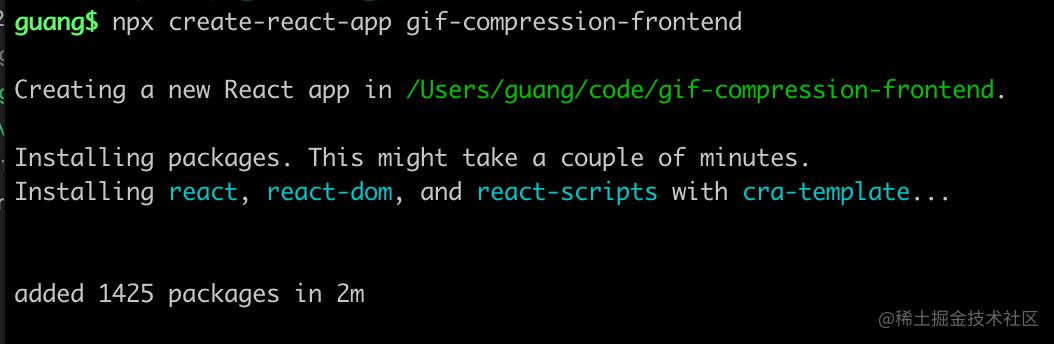 guang$ npx create-react-app gif-compression-frontend
Creating a new React app in /Users/guang/code/gif-compression-frontend.
Installing packages. This might take a couple of minutes.
Installing react, react-dom, and react-scripts with cra-template...
added 1425 packages in 2m
@稀土掘金技术社区